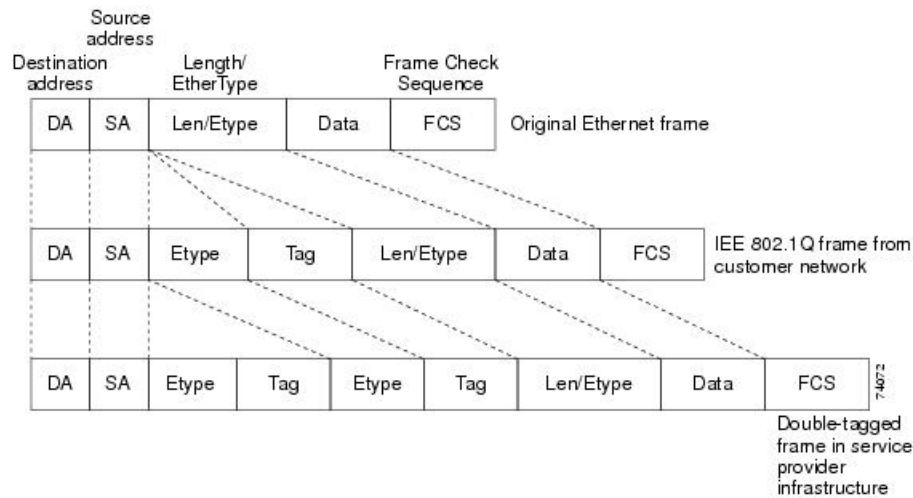 Source
address
Destination
address
Length/
EtherType
Frame Check
Sequence
DA SA Len/Etype Data FCS Original Ethernet frame
DA SA Etype Tag Len/Etype Data FCS
IEE 802.1Q frame from
customer network
DA SA Etype Tag Etype Tag Len/Etype Data FCS
74072
Double-tagged
frame in service
provider
infrastructure